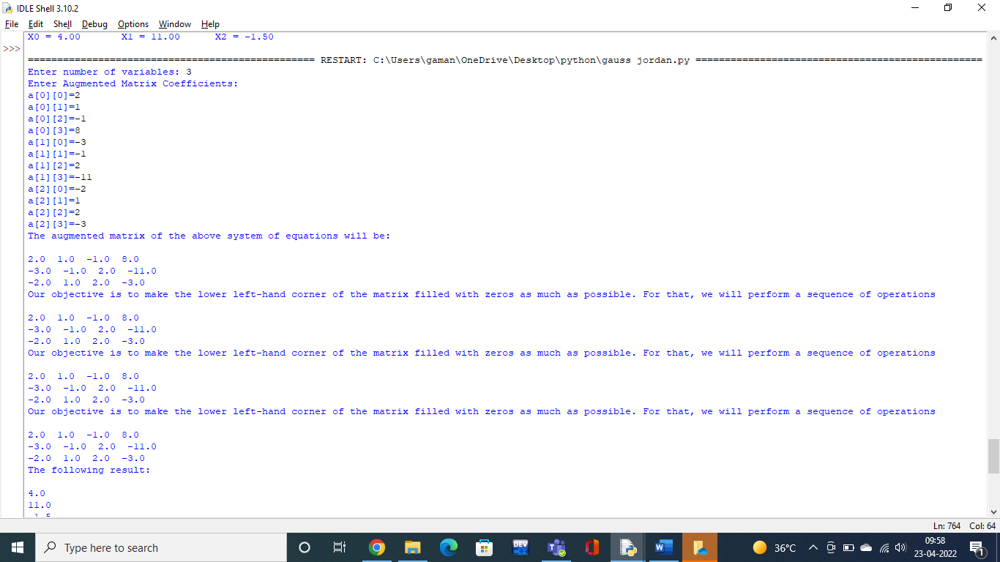 IDLE Shell 3.10.2
File Edit Shell Debug Options Window Help
X0 = 4.00 X1 = 11.00 X2 = -1.50
>>>
================================================= RESTART: C:\Users\gaman\OneDrive\Desktop\python\gauss jordan.py =================================================
Enter number of variables: 3
Enter Augmented Matrix Coefficients:
a[0][0]=2
a[0][1]=1
a[0][2]=-1
a[0][3]=8
a[1][0]=-3
a[1][1]=-1
a[1][2]=2
a[1][3]=-11
a[2][0]=-2
a[2][1]=1
a[2][2]=2
a[2][3]=-3
The augmented matrix of the above system of equations will be:
2.0 1.0 -1.0 8.0
-3.0 -1.0 2.0 -11.0
-2.0 1.0 2.0 -3.0
Our objective is to make the lower left-hand corner of the matrix filled with zeros as much as possible. For that, we will perform a sequence of operations
2.0 1.0 -1.0 8.0
-3.0 -1.0 2.0 -11.0
-2.0 1.0 2.0 -3.0
Our objective is to make the lower left-hand corner of the matrix filled with zeros as much as possible. For that, we will perform a sequence of operations
2.0 1.0 -1.0 8.0
-3.0 -1.0 2.0 -11.0
-2.0 1.0 2.0 -3.0
Our objective is to make the lower left-hand corner of the matrix filled with zeros as much as possible. For that, we will perform a sequence of operations
2.0 1.0 -1.0 8.0
-3.0 -1.0 2.0 -11.0
-2.0 1.0 2.0 -3.0
The following result:
4.0
11.0
Ln: 764 Col: 64
Type here to search
DEV
36°C
09:58
23-04-2022
1